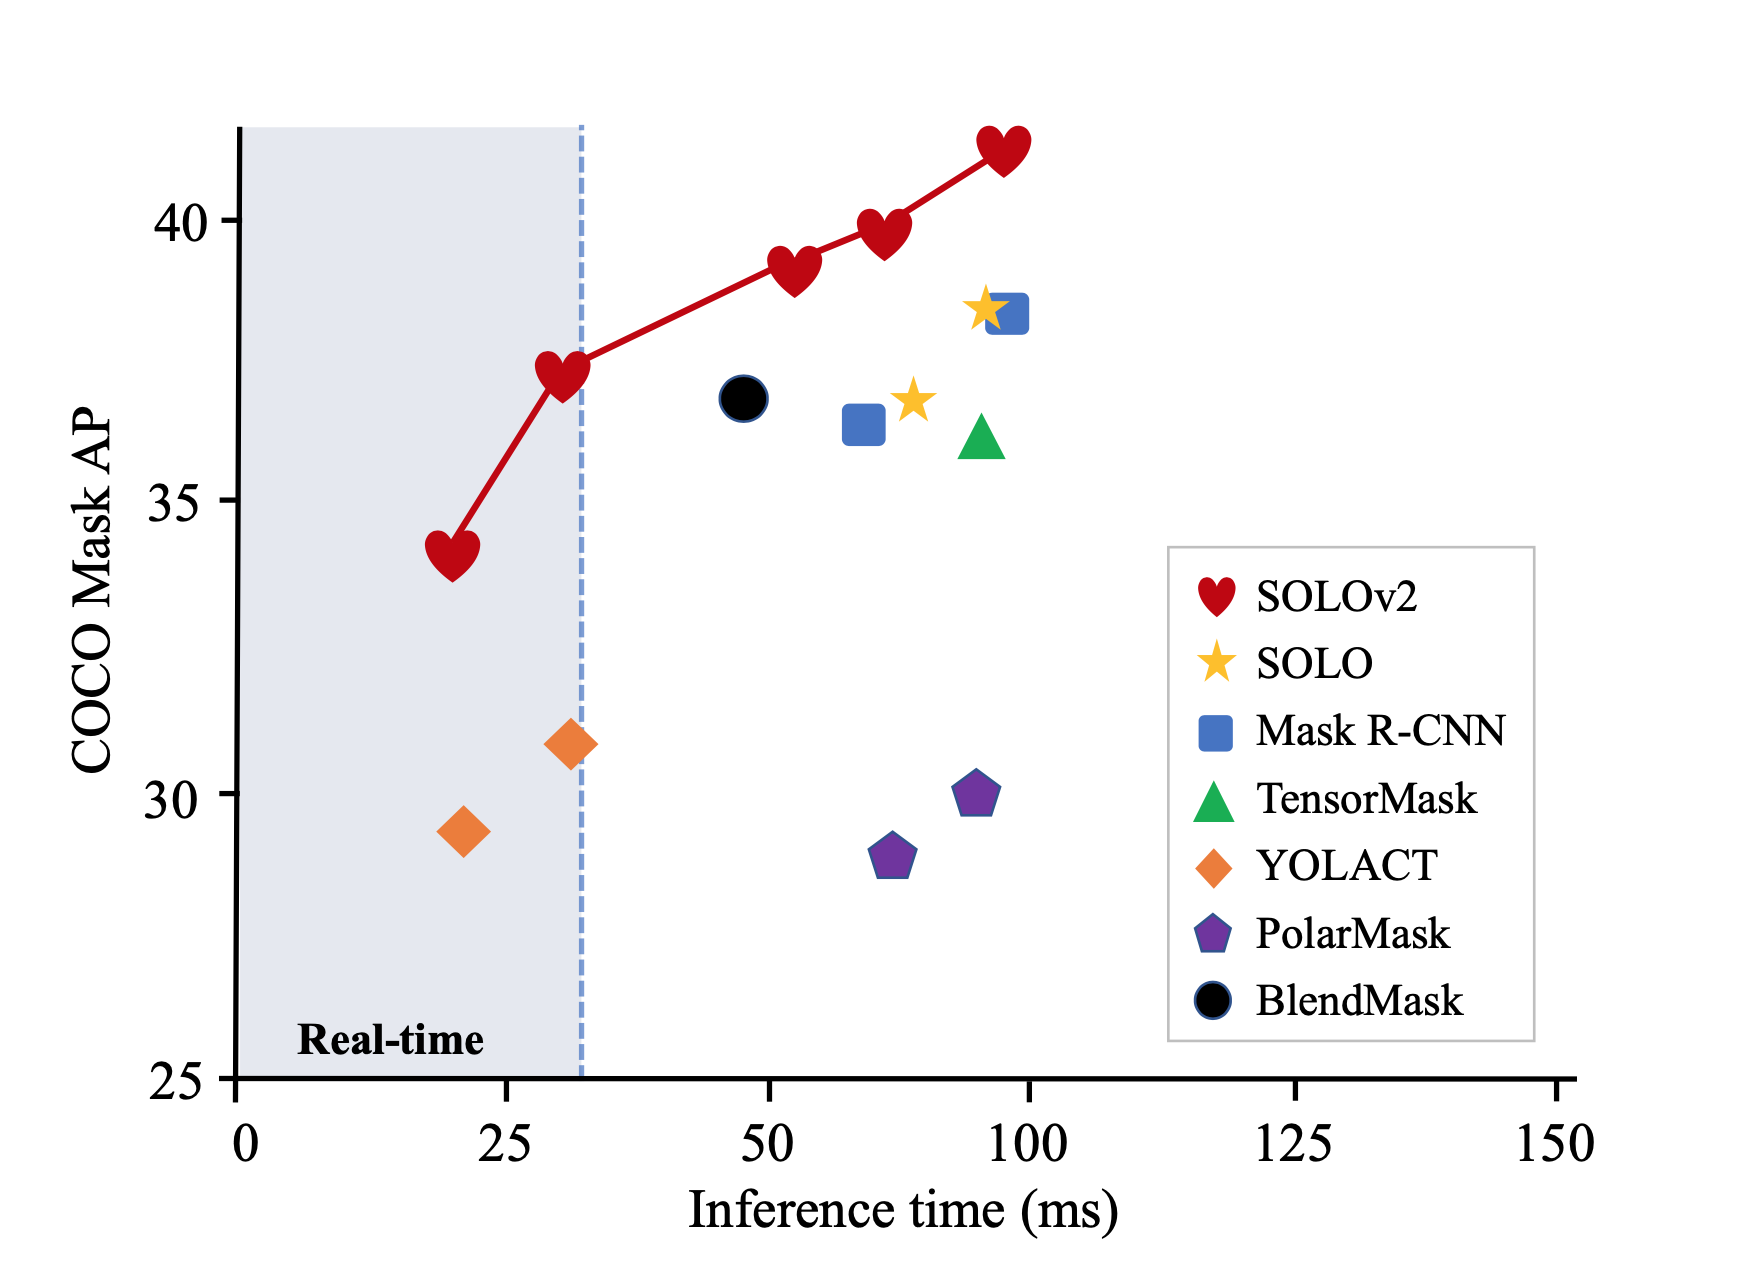 COCO Mask AP
40
35
30
25
Real-time
SOLOv2
SOLO
Mask R-CNN
TensorMask
YOLACT
PolarMask
BlendMask
0 25 50 100 125 150
Inference time (ms)